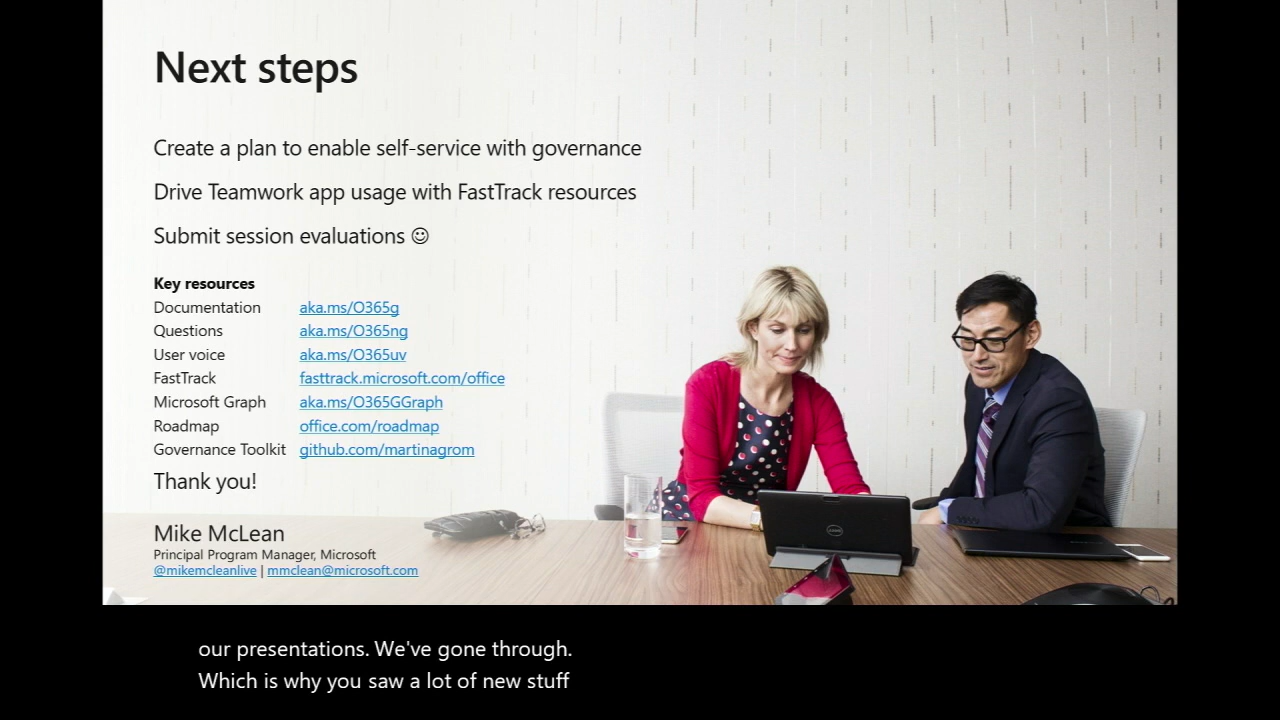 Next steps
Create a plan to enable self-service with governance
Drive Teamwork app usage with FastTrack resources
Submit session evaluations ☺
Key resources
Documentation aka.ms/O365g
Questions aka.ms/O365ng
User voice aka.ms/O365uv
FastTrack fasttrack.microsoft.com/office
Microsoft Graph aka.ms/O365GGraph
Roadmap office.com/roadmap
Governance Toolkit github.com/martinagrom
Thank you!
Mike McLean
Principal Program Manager, Microsoft
@mikemcleanlive | mmclean@microsoft.com
DELL
our presentations. We've gone through.
Which is why you saw a lot of new stuff